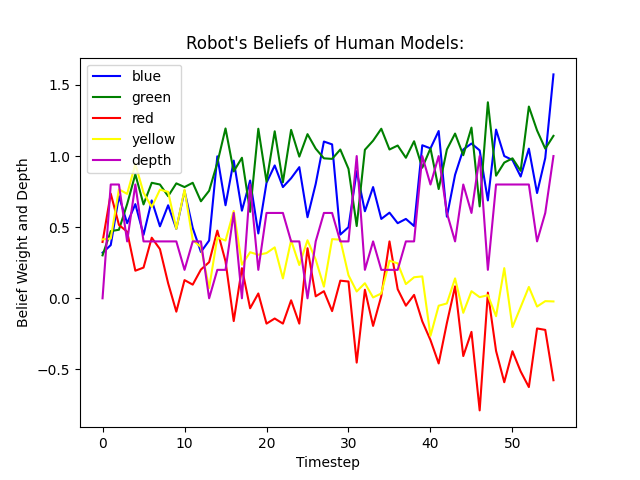 Robot's Beliefs of Human Models:
Belief Weight and Depth
1.5
1.0
0.5
0.0
−0.5
blue
green
red
yellow
depth
0 10 20 30 40 50
Timestep